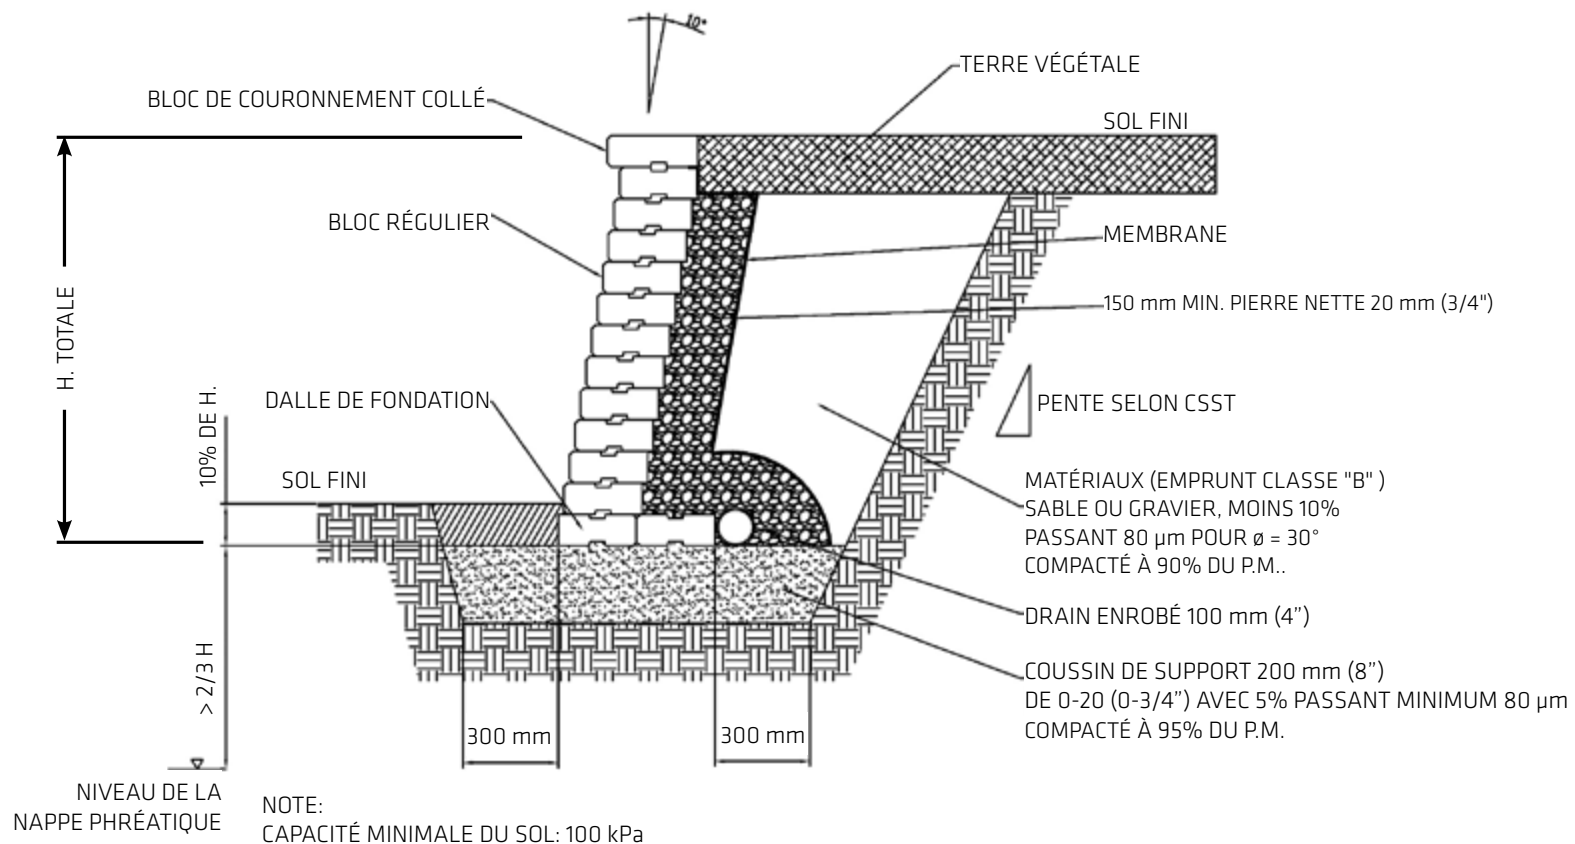 10°
TERRE VÉGÉTALE
BLOC DE COURONNEMENT COLLÉ
SOL FINI
BLOC RÉGULIER
MEMBRANE
150 mm MIN. PIERRE NETTE 20 mm (3/4")
H. TOTALE
DALLE DE FONDATION
PENTE SELON CSST
10% DE H.
SOL FINI
MATÉRIAUX (EMPRUNT CLASSE "B" )
SABLE OU GRAVIER, MOINS 10%
PASSANT 80 µm POUR ø = 30°
COMPACTÉ À 90% DU P.M..
DRAIN ENROBÉ 100 mm (4”)
COUSSIN DE SUPPORT 200 mm (8”)
DE 0-20 (0-3/4”) AVEC 5% PASSANT MINIMUM 80 µm
COMPACTÉ À 95% DU P.M.
> 2/3 H
300 mm
300 mm
NIVEAU DE LA
NAPPE PHRÉATIQUE
NOTE:
CAPACITÉ MINIMALE DU SOL: 100 kPa